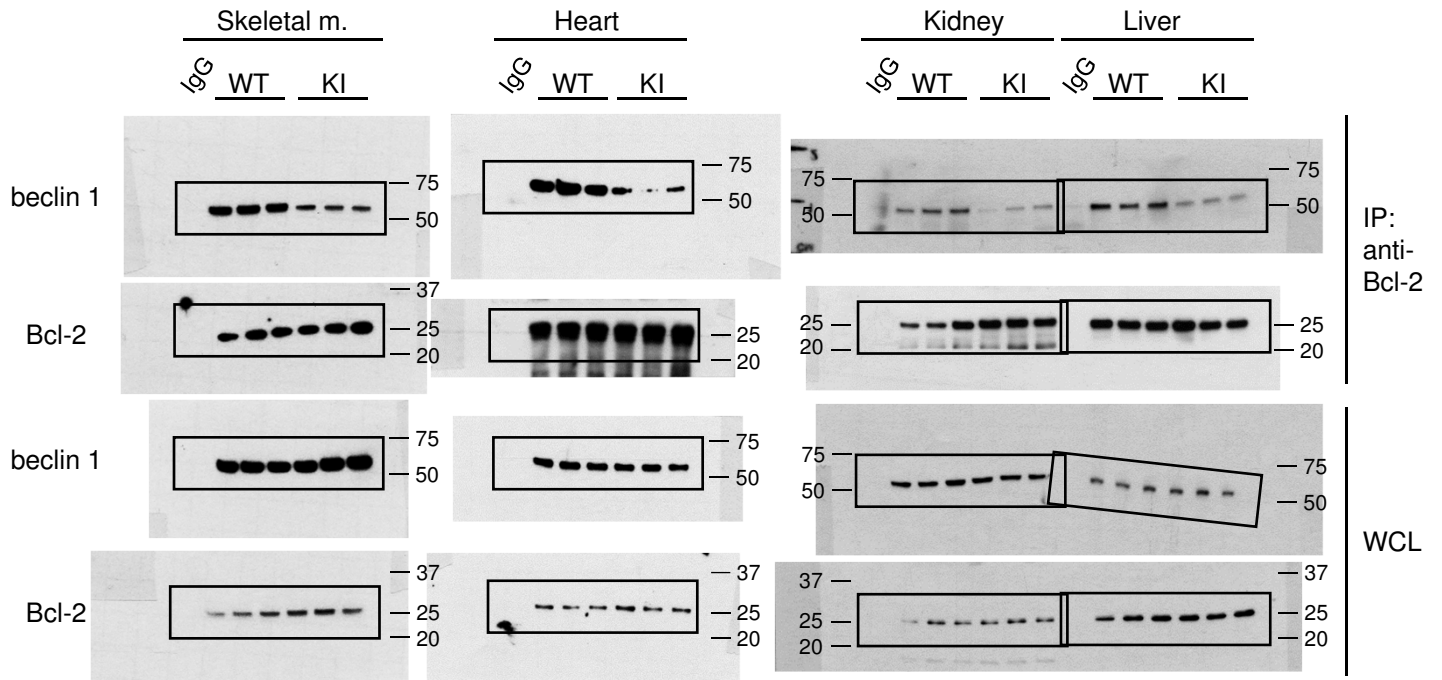 Skeletal m. Heart Kidney Liver
IgG WT KI IgG WT KI IgG WT KI IgG WT KI
beclin 1 75 50 75 50 75 50 75 50
IP:
anti-
Bcl-2
Bcl-2 37 25 20 25 20 25 20 25 20
beclin 1 75 50 75 50 75 50 75 50
WCL
Bcl-2 37 25 20 37 25 20 37 25 20 37 25 20